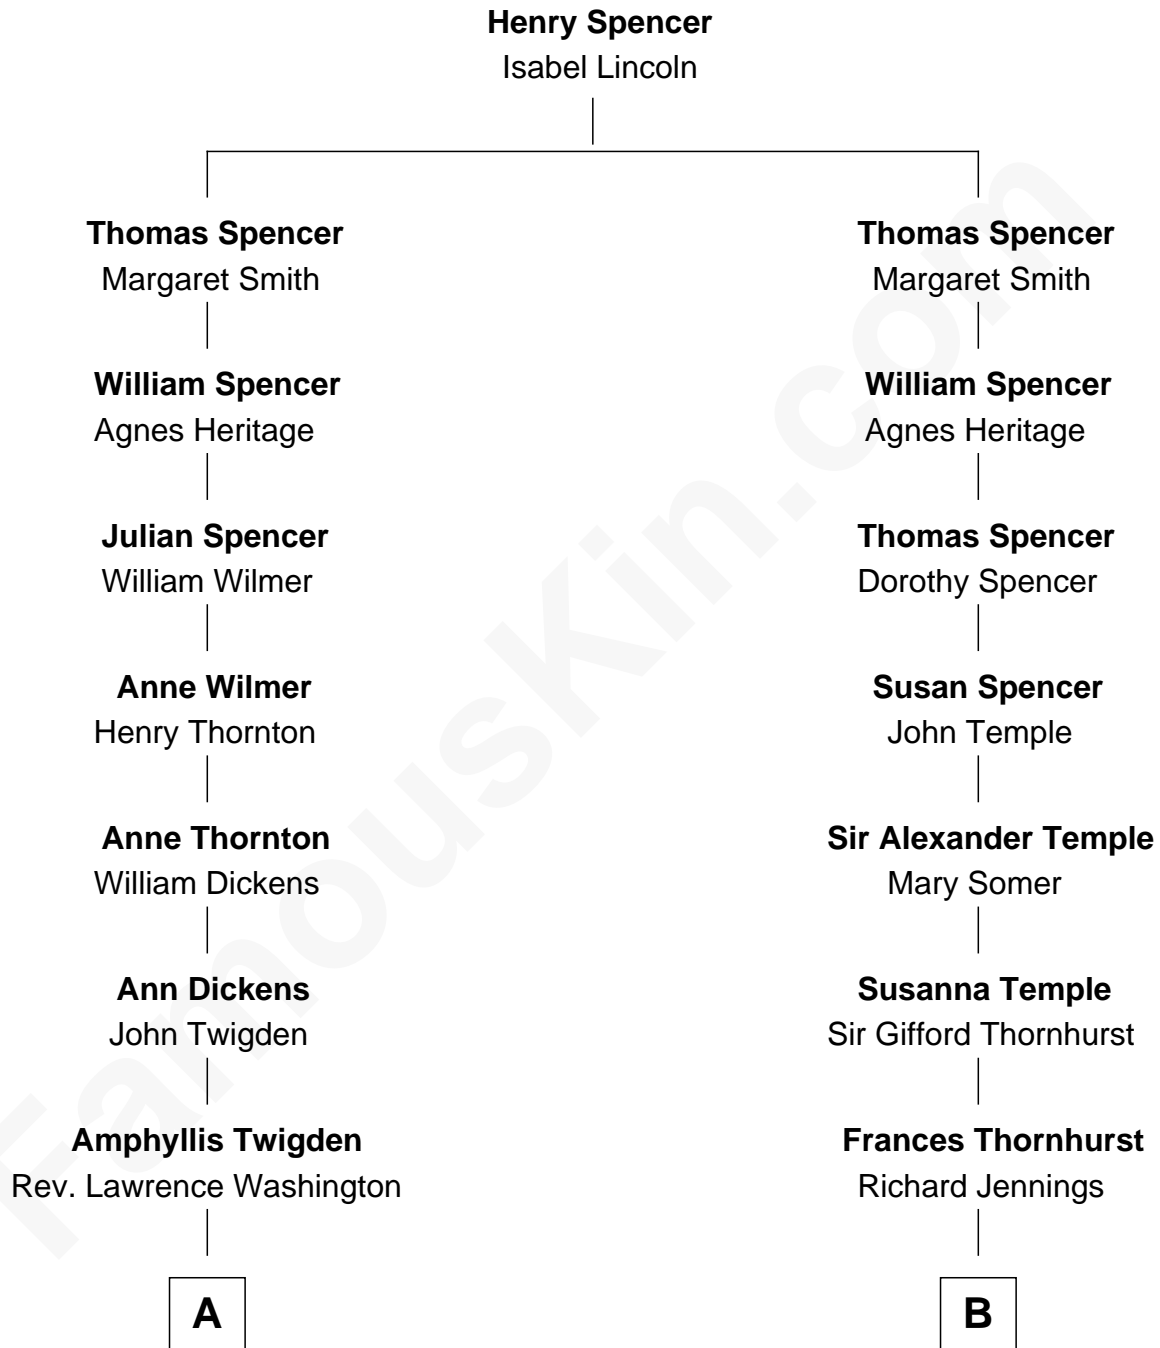 Henry Spencer
Isabel Lincoln
Thomas Spencer
Margaret Smith
William Spencer
Agnes Heritage
Julian Spencer
William Wilmer
Anne Wilmer
Henry Thornton
Anne Thornton
William Dickens
Ann Dickens
John Twigden
Amphyllis Twigden
Rev. Lawrence Washington
A
Thomas Spencer
Margaret Smith
William Spencer
Agnes Heritage
Thomas Spencer
Dorothy Spencer
Susan Spencer
John Temple
Sir Alexander Temple
Mary Somer
Susanna Temple
Sir Gifford Thornhurst
Frances Thornhurst
Richard Jennings
B
FamousKin.com